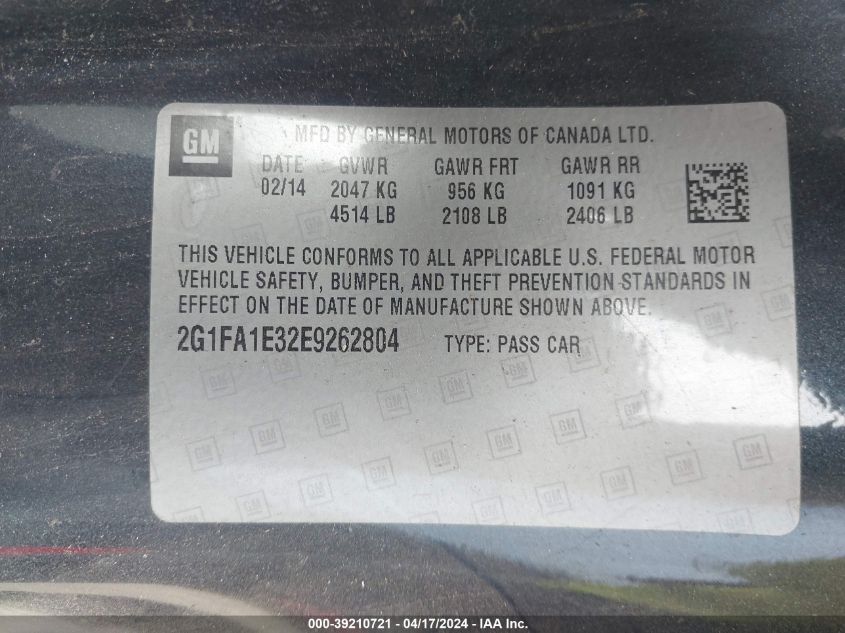 GM
MFD BY GENERAL MOTORS OF CANADA LTD.
DATE GVWR GAWR FRT GAWR RR
02/14 2047 KG 956 KG 1091 KG
4514 LB 2108 LB 2406 LB
THIS VEHICLE CONFORMS TO ALL APPLICABLE U.S. FEDERAL MOTOR
VEHICLE SAFETY, BUMPER, AND THEFT PREVENTION STANDARDS IN
EFFECT ON THE DATE OF MANUFACTURE SHOWN ABOVE.
2G1FA1E32E9262804 TYPE: PASS CAR
000-39210721 - 04/17/2024 - IAA Inc.